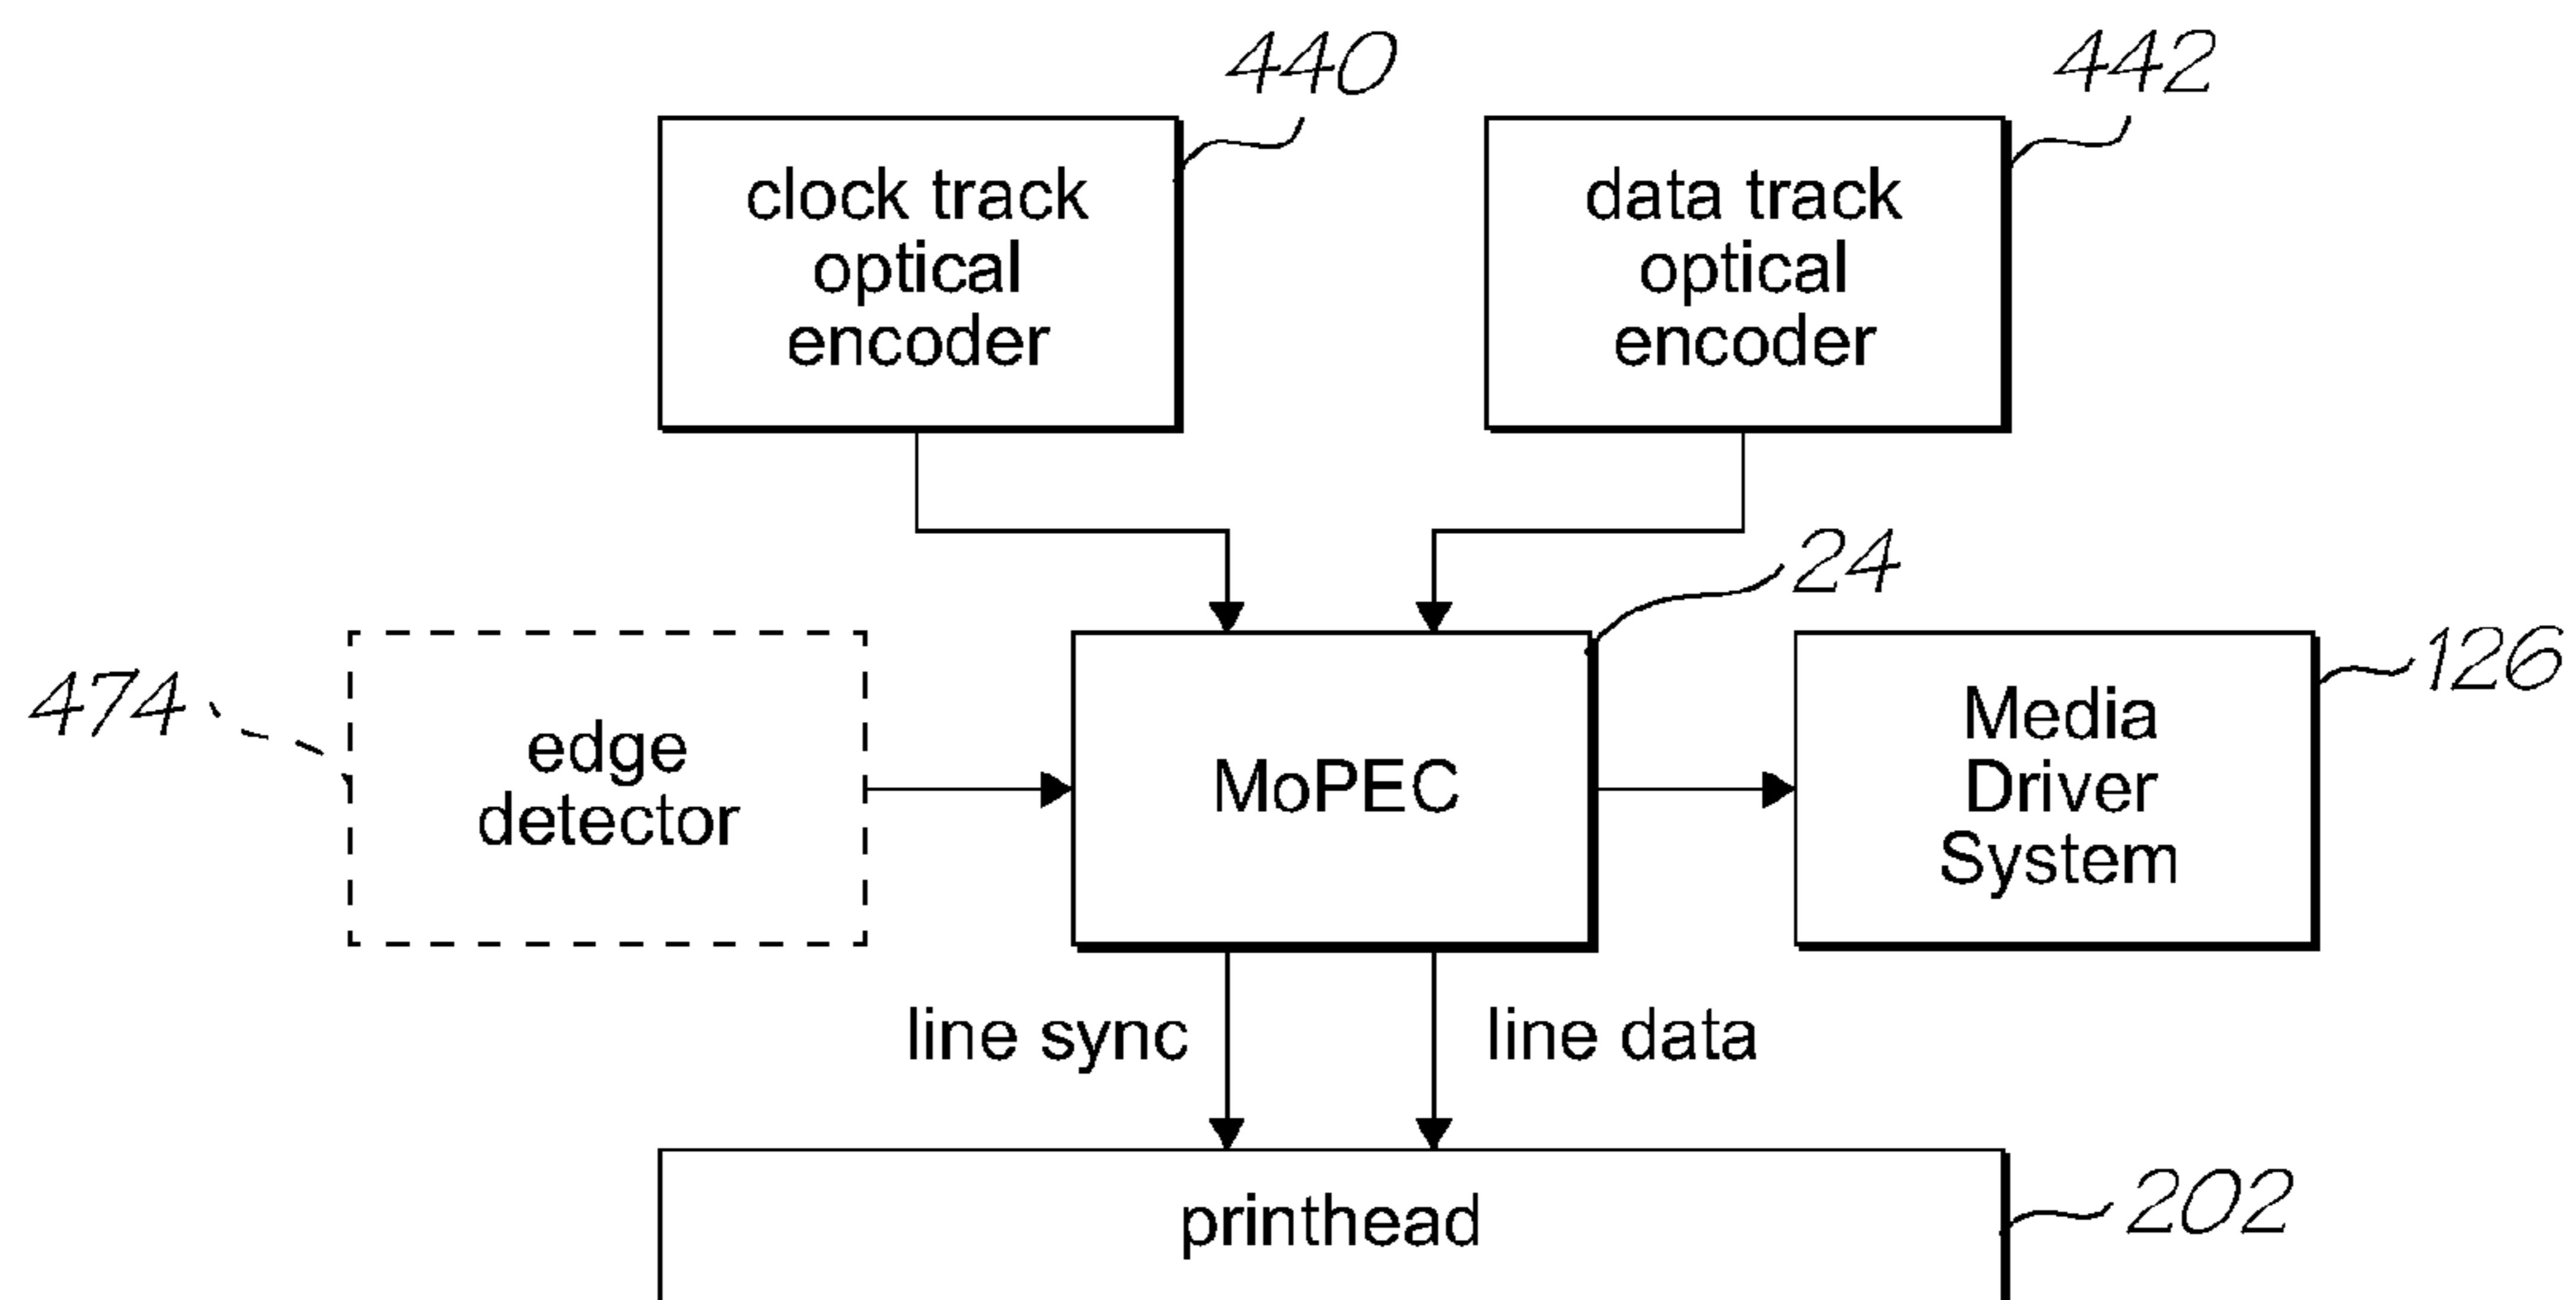 440
442
clock track
optical
encoder
data track
optical
encoder
24
474
edge
detector
MoPEC
Media
Driver
System
126
line sync
line data
printhead
202